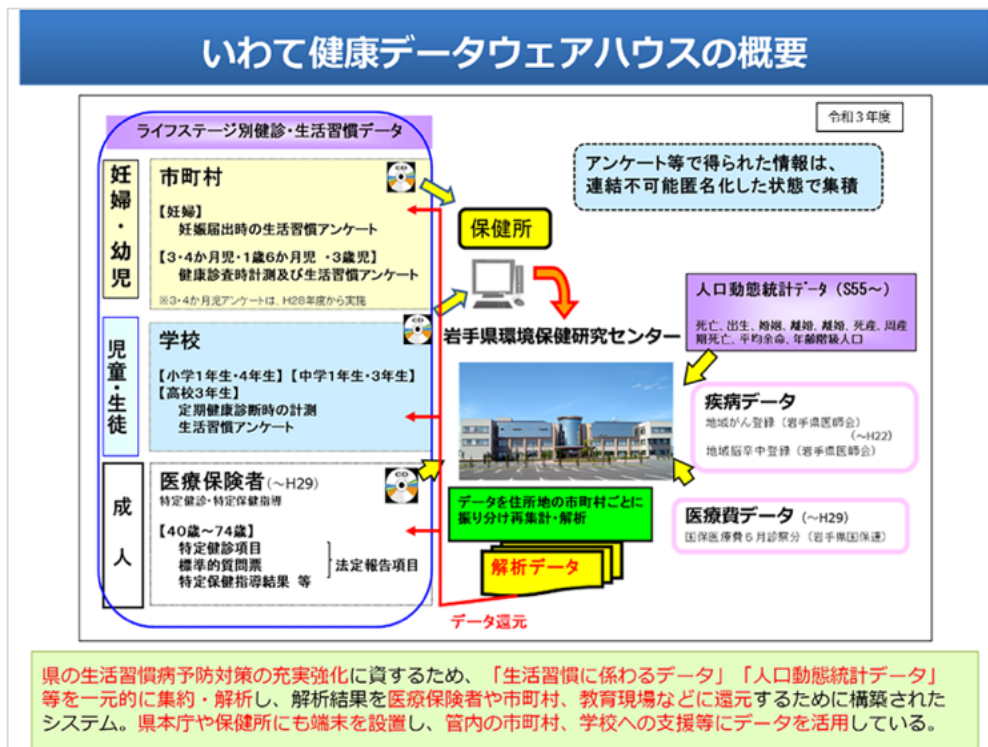 いわて健康データウェアハウスの概要
令和3年度
ライフステージ別健診・生活習慣データ
妊婦・幼児
市町村
CD
【妊婦】
妊娠届出時の生活習慣アンケート
【3・4か月児・1歳6か月児・3歳児】
健康診査時計測及び生活習慣アンケート
※3・4か月児アンケートは、H28年度から実施
児童・生徒
学校
CD
【小学1年生・4年生】【中学1年生・3年生】
【高校3年生】
定期健康診断時の計測
生活習慣アンケート
成人
医療保険者(~H29)
CD
特定健診・特定保健指導
【40歳~74歳】
特定健診項目
標準的質問票
特定保健指導結果 等
法定報告項目
アンケート等で得られた情報は、
連結不可能匿名化した状態で集積
保健所
岩手県環境保健研究センター
人口動態統計データ(S55~)
死亡、出生、婚姻、離婚、離婚、死産、周産
期死亡、平均余命、年齢階級人口
疾病データ
地域がん登録(岩手県医師会)
(~H22)
地域脳卒中登録(岩手県医師会)
医療費データ(~H29)
国保医療費5月診察分(岩手県国保連)
データを住所地の市町村ごとに
振り分け再集計・解析
解析データ
データ還元
県の生活習慣病予防対策の充実強化に資するため、「生活習慣に係わるデータ」「人口動態統計データ」
等を一元的に集約・解析し、解析結果を医療保険者や市町村、教育現場などに還元するために構築された
システム。県本庁や保健所にも端末を設置し、管内の市町村、学校への支援等にデータを活用している。